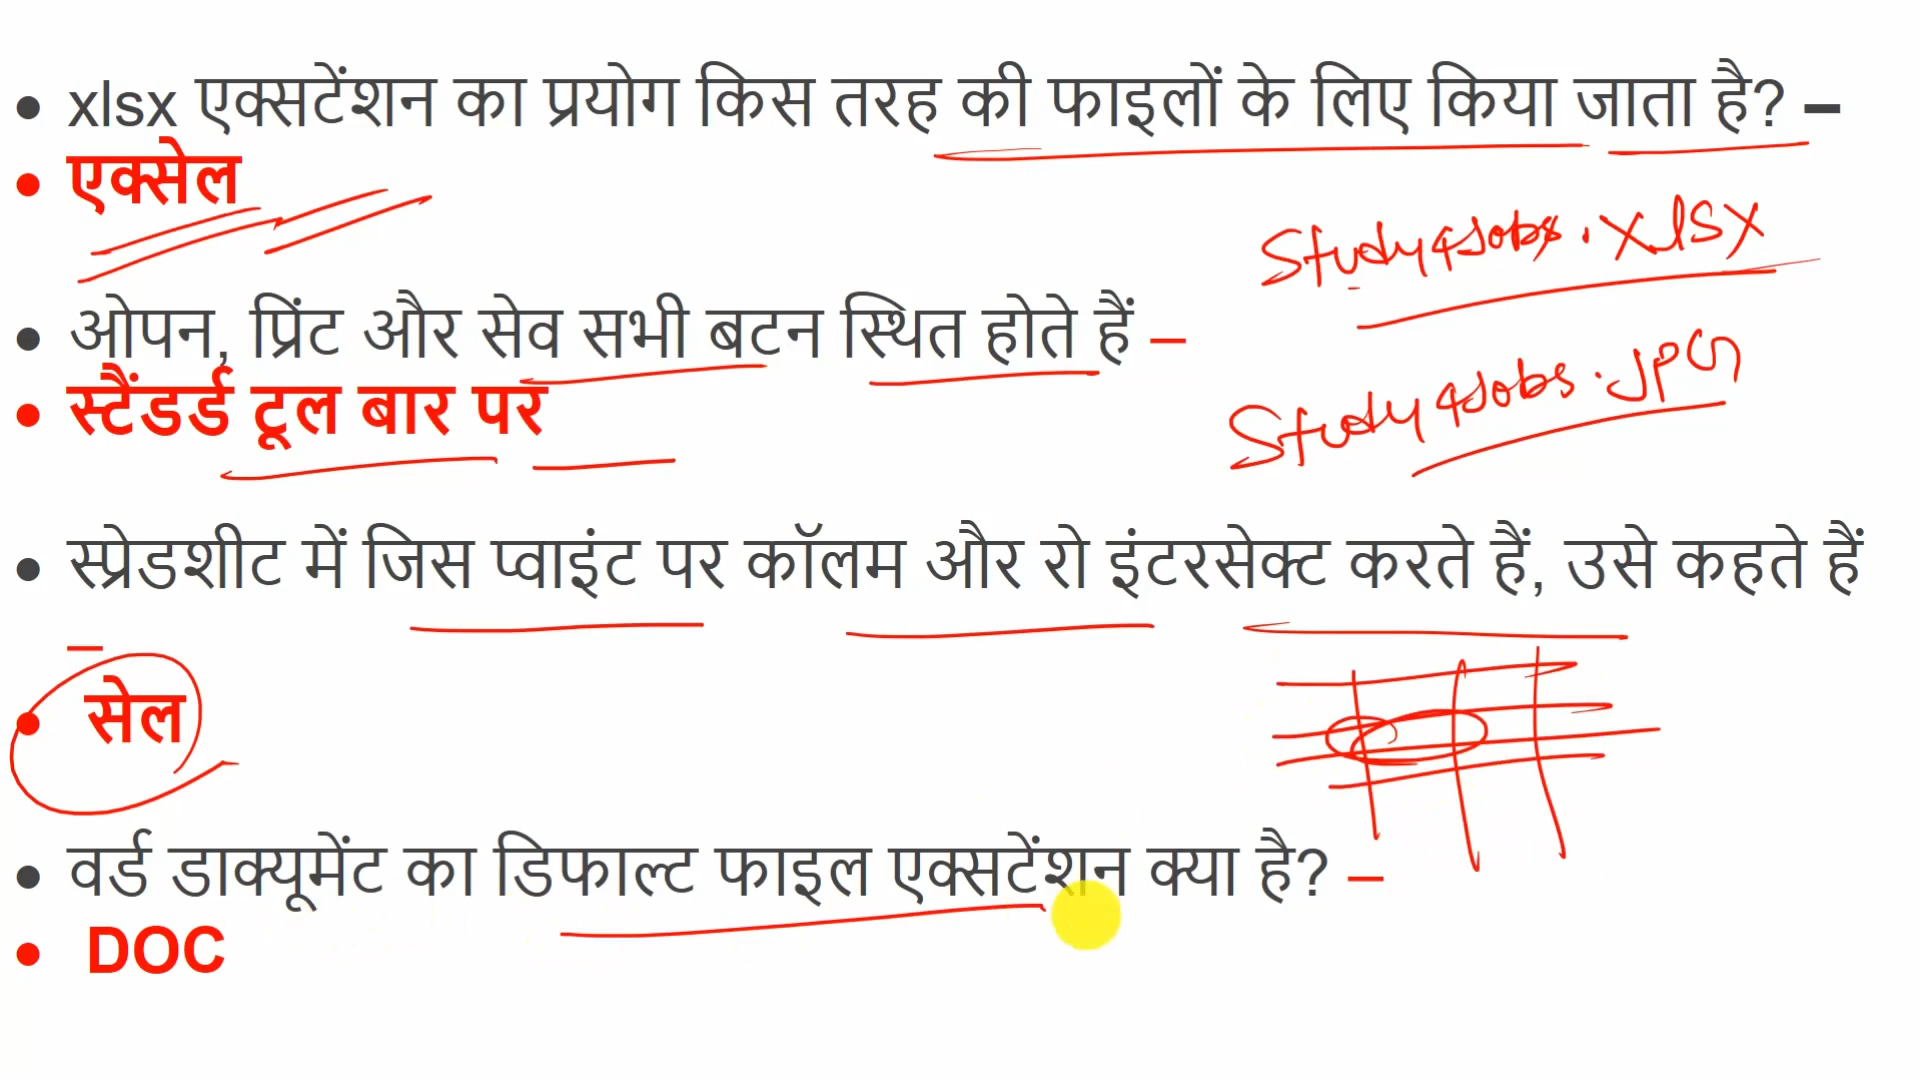 • xlsx एक्सटेंशन का प्रयोग किस तरह की फाइलों के लिए किया जाता है? –
• एक्सेल
Study4Jobs.xlsx
• ओपन, प्रिंट और सेव सभी बटन स्थित होते हैं –
Study4Jobs.JPG
• स्टैंडर्ड टूल बार पर
• स्प्रेडशीट में जिस प्वाइंट पर कॉलम और रो इंटरसेक्ट करते हैं, उसे कहते हैं
–
• सेल
• वर्ड डाक्यूमेंट का डिफाल्ट फाइल एक्सटेंशन क्या है? –
• DOC